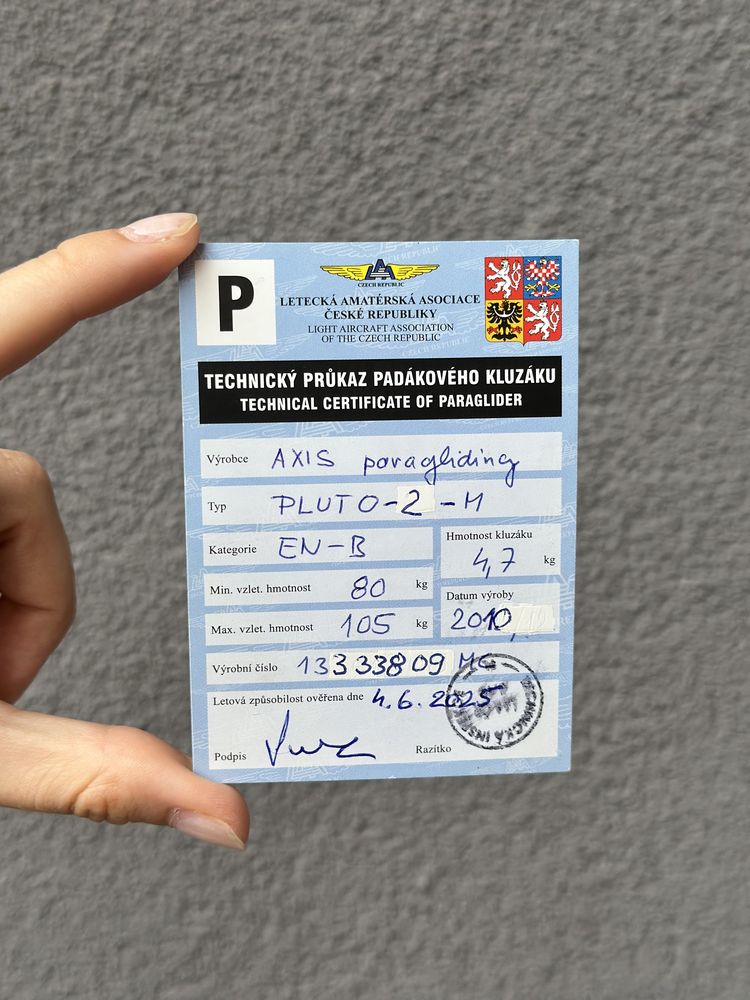 P
CZECH REPUBLIC
LETECKÁ AMATÉRSKÁ ASOCIACE
ČESKÉ REPUBLIKY
LIGHT AIRCRAFT ASSOCIATION
OF THE CZECH REPUBLIC
TECHNICKÝ PRŮKAZ PADÁKOVÉHO KLUZÁKU
TECHNICAL CERTIFICATE OF PARAGLIDER
Výrobce AXIS paragliding
Typ PLUTO-2-M
Kategorie EN-B
Hmotnost kluzáku 4,7 kg
Min. vzlet. hmotnost 80 kg
Datum výroby 2010
Max. vzlet. hmotnost 105 kg
Výrobní číslo 13333809 MG
Letová způsobilost ověřena dne 4.6.2025
Podpis
Razítko
TECHNICKÁ